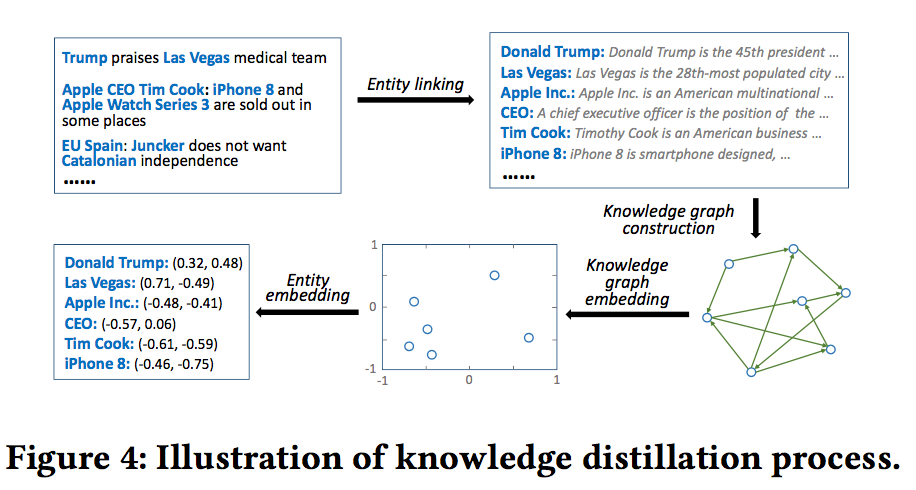 Trump praises Las Vegas medical team
Apple CEO Tim Cook: iPhone 8 and
Apple Watch Series 3 are sold out in
some places
EU Spain: Juncker does not want
Catalonian independence
......
Entity linking
Donald Trump: Donald Trump is the 45th president ...
Las Vegas: Las Vegas is the 28th-most populated city ...
Apple Inc.: Apple Inc. is an American multinational ...
CEO: A chief executive officer is the position of the ...
Tim Cook: Timothy Cook is an American business ...
iPhone 8: iPhone 8 is smartphone designed, ...
......
Knowledge graph
construction
Knowledge
graph
embedding
1
0
-1
-1
0
1
Entity
embedding
Donald Trump: (0.32, 0.48)
Las Vegas: (0.71, -0.49)
Apple Inc.: (-0.48, -0.41)
CEO: (-0.57, 0.06)
Tim Cook: (-0.61, -0.59)
iPhone 8: (-0.46, -0.75)
Figure 4: Illustration of knowledge distillation process.